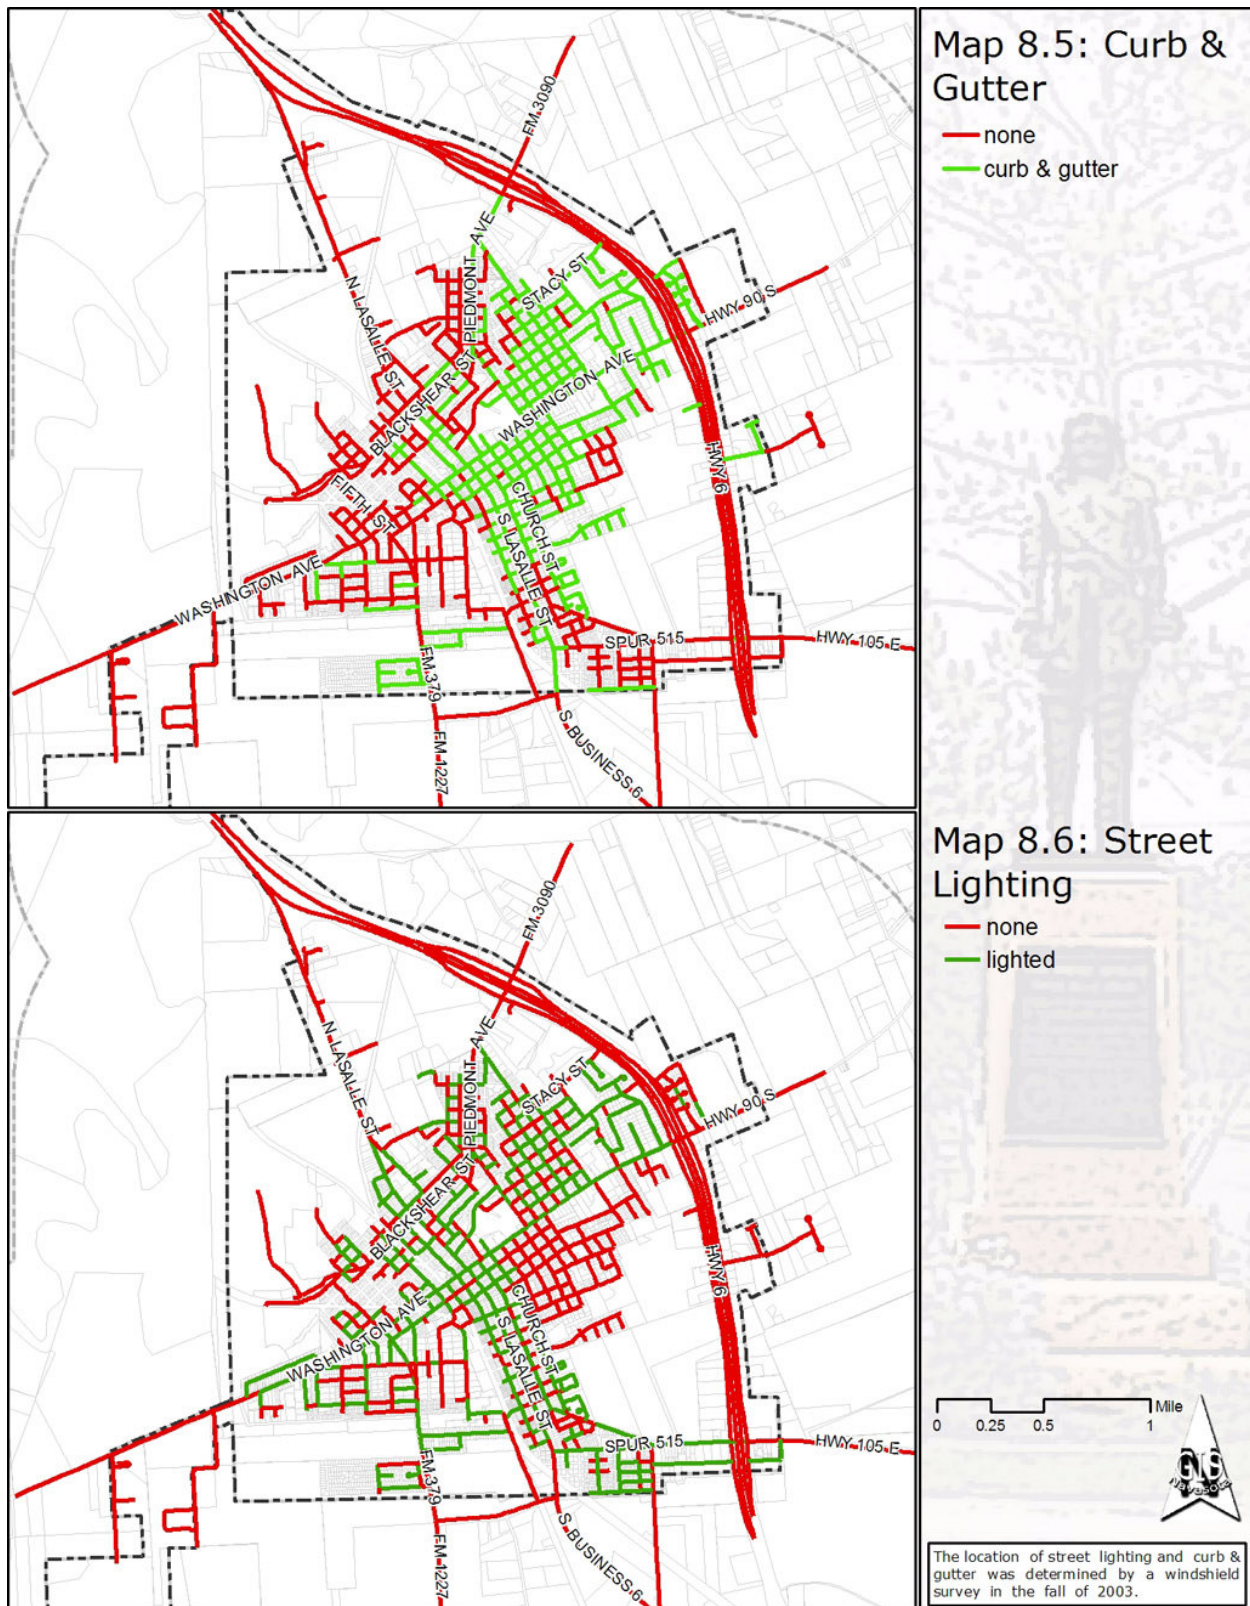 Map 8.5: Curb &
Gutter
none
curb & gutter
FM 3090
PIEDMONT AVE
STACY ST
N LASALLE ST
HWY 90 S
BLACKSHEAR ST
WASHINGTON AVE
HWY 6
FIFTH ST
CHURCH ST
S LASALLE ST
WASHINGTON AVE
SPUR 515
HWY 105 E
FM 379
FM 1227
S BUSINESS 6
Map 8.6: Street
Lighting
none
lighted
FM 3090
PIEDMONT AVE
STACY ST
N LASALLE ST
HWY 90 S
BLACKSHEAR ST
HWY 6
WASHINGTON AVE
CHURCH ST
S LASALLE ST
SPUR 515
HWY 105 E
FM 379
FM 1227
S BUSINESS 6
Mile
0 0.25 0.5 1
GIS
Navasota
The location of street lighting and curb &
gutter was determined by a windshield
survey in the fall of 2003.